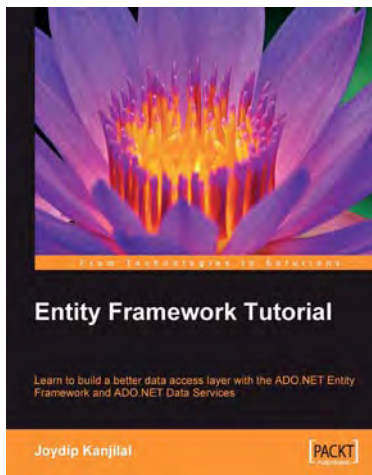 From Technologies to Solutions
Entity Framework Tutorial
Learn to build a better data access layer with the ADO.NET Entity
Framework and ADO.NET Data Services
Joydip Kanjilal
[PACKT]
PUBLISHING